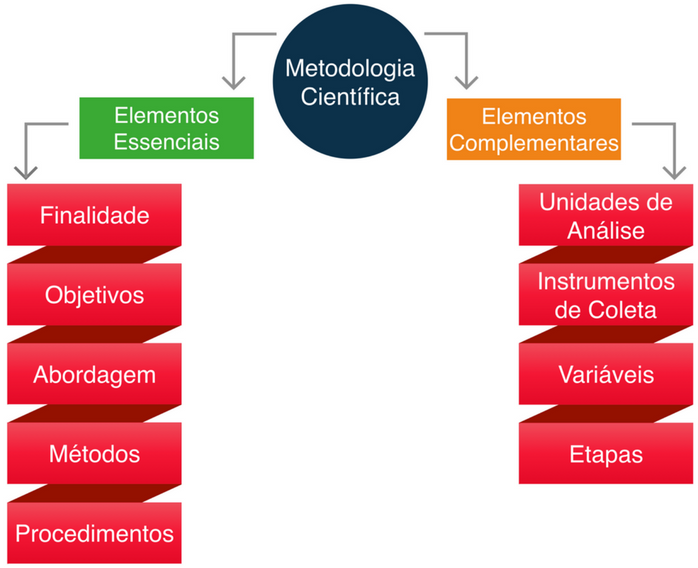 Metodologia
Científica
Elementos
Essenciais
Elementos
Complementares
Finalidade
Objetivos
Abordagem
Métodos
Procedimentos
Unidades de
Análise
Instrumentos
de Coleta
Variáveis
Etapas